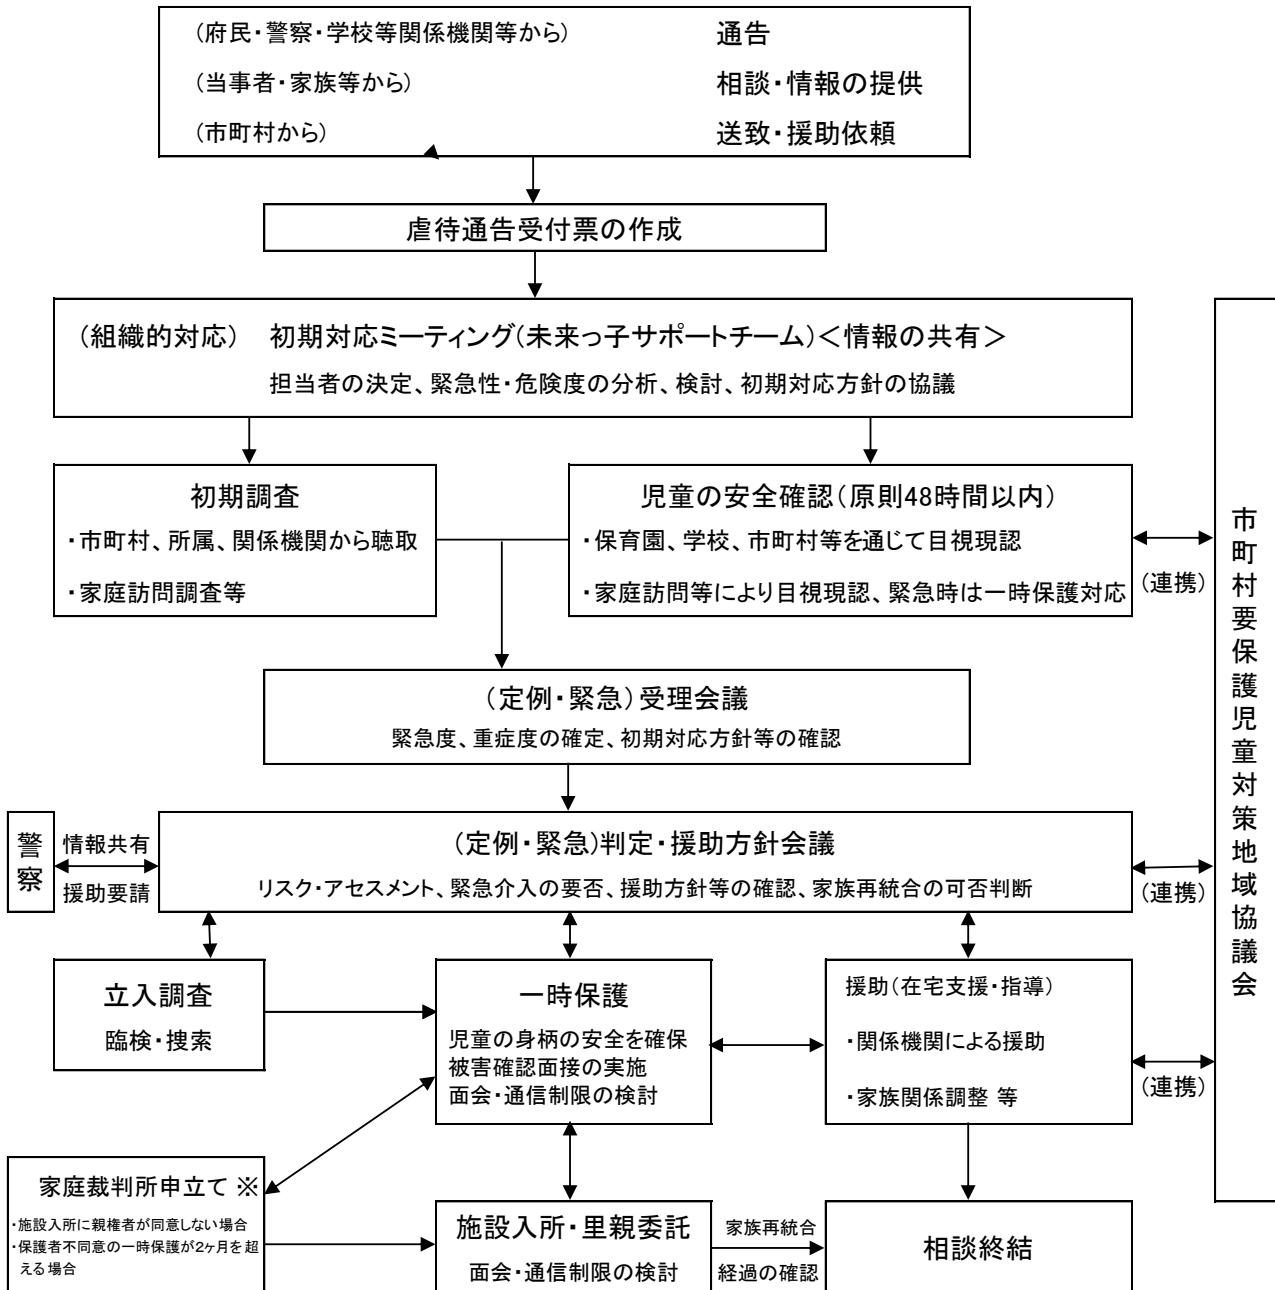 (府民・警察・学校等関係機関等から) 通告
(当事者・家族等から) 相談・情報の提供
(市町村から) 送致・援助依頼
虐待通告受付票の作成
(組織的対応) 初期対応ミーティング(未来っ子サポートチーム)<情報の共有>
担当者の決定、緊急性・危険度の分析、検討、初期対応方針の協議
初期調査
・市町村、所属、関係機関から聴取
・家庭訪問調査等
児童の安全確認(原則48時間以内)
・保育園、学校、市町村等を通じて目視現認
・家庭訪問等により目視現認、緊急時は一時保護対応
(連携)
市町村要保護児童対策地域協議会
(定例・緊急)受理会議
緊急度、重症度の確定、初期対応方針等の確認
警察
情報共有
援助要請
(定例・緊急)判定・援助方針会議
リスク・アセスメント、緊急介入の要否、援助方針等の確認、家族再統合の可否判断
(連携)
立入調査
臨検・捜索
一時保護
児童の身柄の安全を確保
被害確認面接の実施
面会・通信制限の検討
援助(在宅支援・指導)
・関係機関による援助
・家族関係調整 等
(連携)
家庭裁判所申立て ※
・施設入所に親権者が同意しない場合
・保護者不同意の一時保護が2ヶ月を超
える場合
施設入所・里親委託
面会・通信制限の検討
家族再統合
経過の確認
相談終結